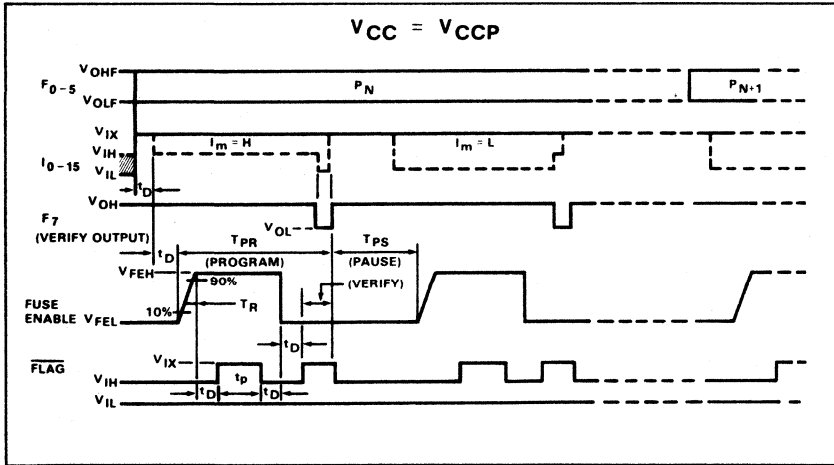 VCC = VCCP
VOHF
F0-5
PN
PN+1
VOLF
VIX
Im = H
Im = L
VIH
I0-15
VIL
tD
VOH
F7
(VERIFY OUTPUT)
VOL
TPR
(PROGRAM)
TPS
(PAUSE)
tD
VFEH
90%
(VERIFY)
FUSE
ENABLE
10%
TR
VFEL
tD
VIX
FLAG
VIH
tD
tp
tD
VIL